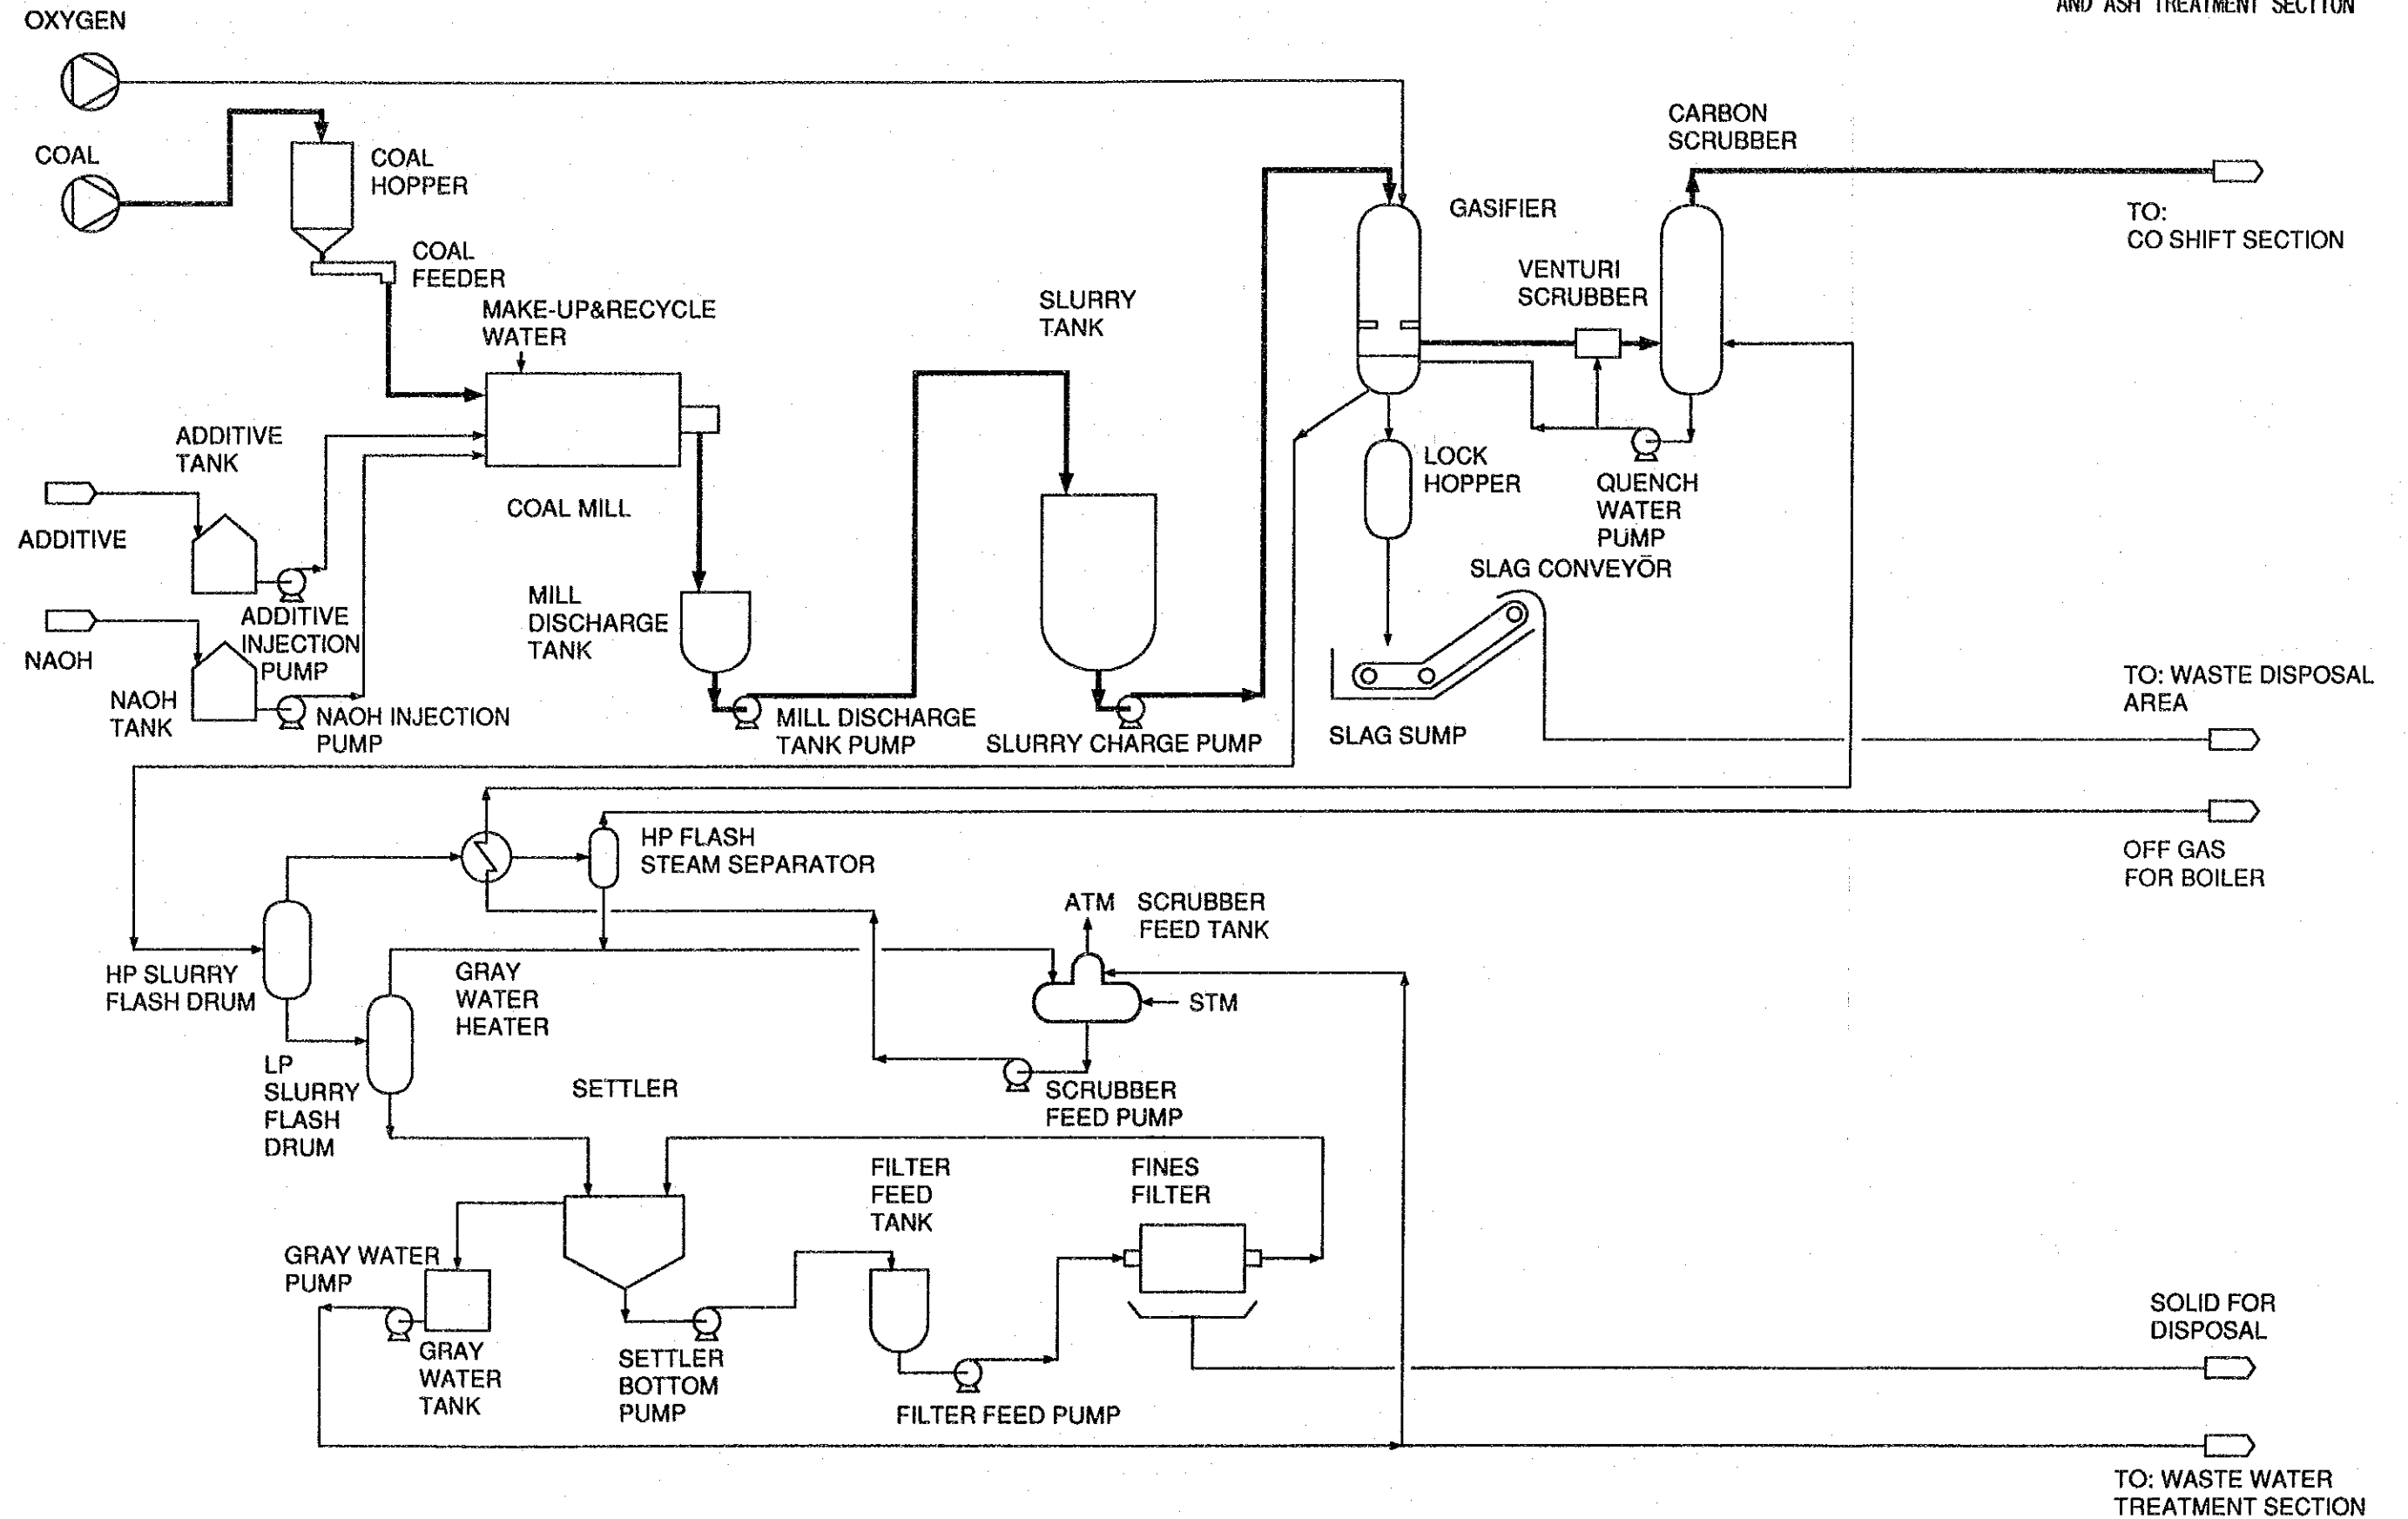 AND ASH TREATMENT SECTION
OXYGEN
COAL
COAL
HOPPER
COAL
FEEDER
MAKE-UP&RECYCLE
WATER
SLURRY
TANK
CARBON
SCRUBBER
GASIFIER
VENTURI
SCRUBBER
TO:
CO SHIFT SECTION
ADDITIVE
TANK
ADDITIVE
COAL MILL
LOCK
HOPPER
QUENCH
WATER
PUMP
SLAG CONVEYOR
ADDITIVE
INJECTION
PUMP
NAOH
NAOH
TANK
NAOH INJECTION
PUMP
MILL
DISCHARGE
TANK
MILL DISCHARGE
TANK PUMP
SLURRY CHARGE PUMP
SLAG SUMP
TO: WASTE DISPOSAL
AREA
HP FLASH
STEAM SEPARATOR
OFF GAS
FOR BOILER
ATM
SCRUBBER
FEED TANK
HP SLURRY
FLASH DRUM
GRAY
WATER
HEATER
STM
LP
SLURRY
FLASH
DRUM
SETTLER
SCRUBBER
FEED PUMP
FILTER
FEED
TANK
FINES
FILTER
GRAY WATER
PUMP
GRAY
WATER
TANK
SETTLER
BOTTOM
PUMP
FILTER FEED PUMP
SOLID FOR
DISPOSAL
TO: WASTE WATER
TREATMENT SECTION